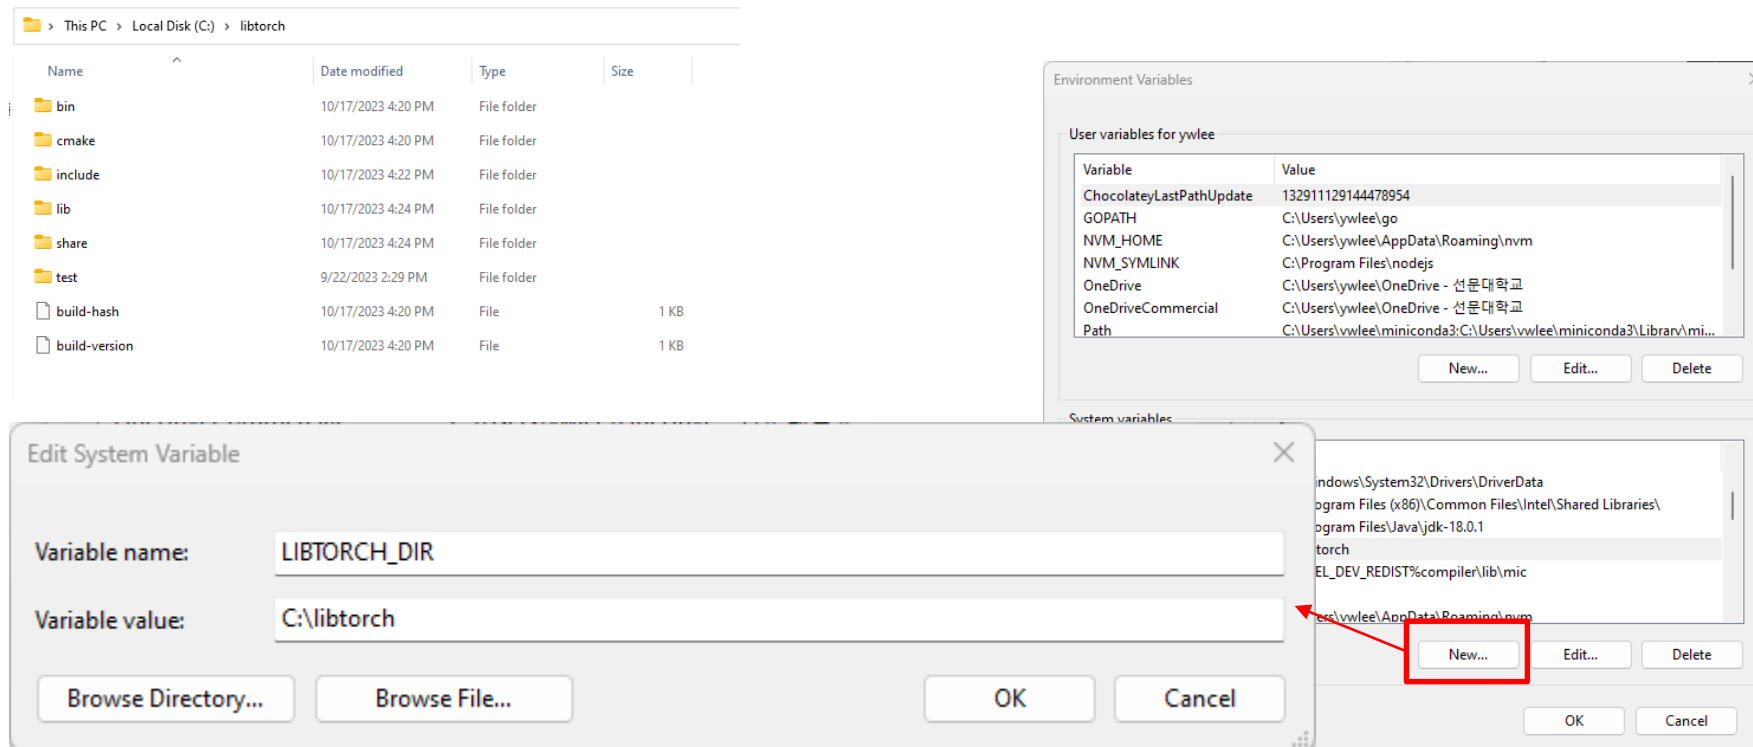 This PC > Local Disk (C:) > libtorch
Name Date modified Type Size
bin 10/17/2023 4:20 PM File folder
cmake 10/17/2023 4:20 PM File folder
include 10/17/2023 4:22 PM File folder
lib 10/17/2023 4:24 PM File folder
share 10/17/2023 4:24 PM File folder
test 9/22/2023 2:29 PM File folder
build-hash 10/17/2023 4:20 PM File 1 KB
build-version 10/17/2023 4:20 PM File 1 KB
Environment Variables
User variables for ywlee
Variable Value
ChocolateyLastPathUpdate 132911129144478954
GOPATH C:\Users\ywlee\go
NVM_HOME C:\Users\ywlee\AppData\Roaming\nvm
NVM_SYMLINK C:\Program Files\nodejs
OneDrive C:\Users\ywlee\OneDrive - 선문대학교
OneDriveCommercial C:\Users\ywlee\OneDrive - 선문대학교
Path C:\Users\ywlee\miniconda3;C:\Users\ywlee\miniconda3\Library\mi...
New... Edit... Delete
System variables
indows\System32\Drivers\DriverData
ogram Files (x86)\Common Files\Intel\Shared Libraries\
ogram Files\Java\jdk-18.0.1
torch
EL_DEV_REDIST%compiler\lib\mic
ers\ywlee\AppData\Roaming\nvm
New... Edit... Delete
OK Cancel
Edit System Variable
Variable name: LIBTORCH_DIR
Variable value: C:\libtorch
Browse Directory... Browse File... OK Cancel